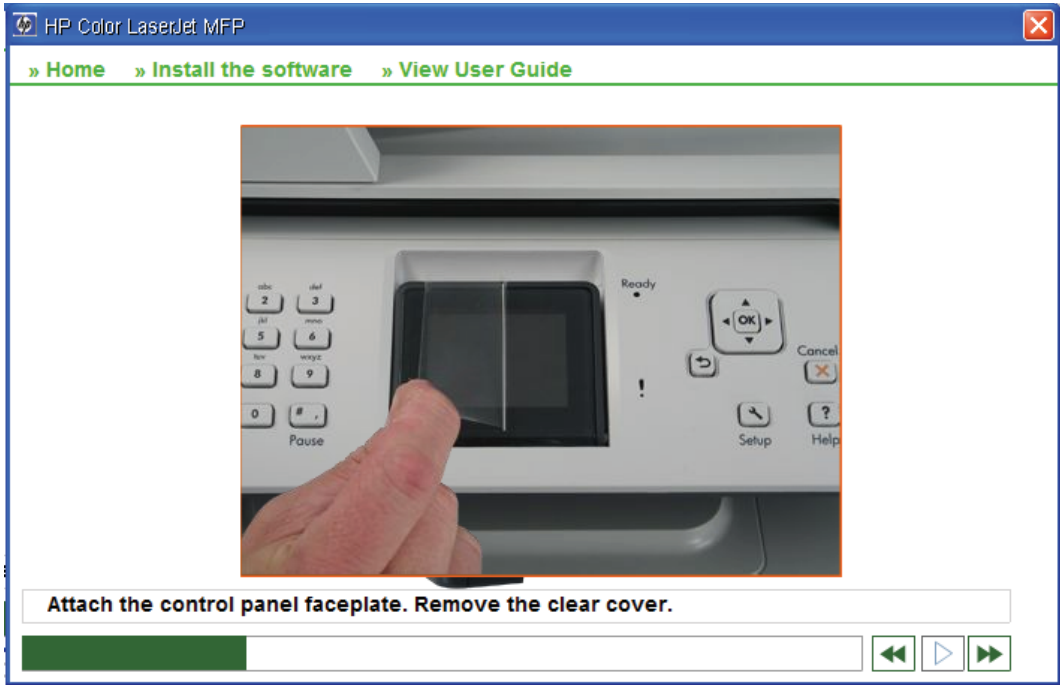 HP Color LaserJet MFP
» Home » Install the software » View User Guide
abc def
2 3
jkl mno
5 6
tuv wxyz
8 9
0 # ,
Pause
Ready
!
OK
Cancel
Setup
?
Help
Attach the control panel faceplate. Remove the clear cover.